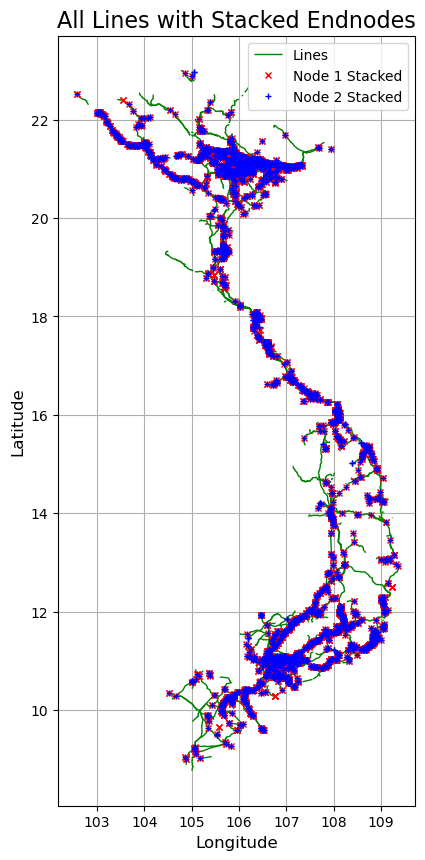 All Lines with Stacked Endnodes
Lines
Node 1 Stacked
Node 2 Stacked
22
20
18
16
14
12
10
Latitude
103 104 105 106 107 108 109
Longitude